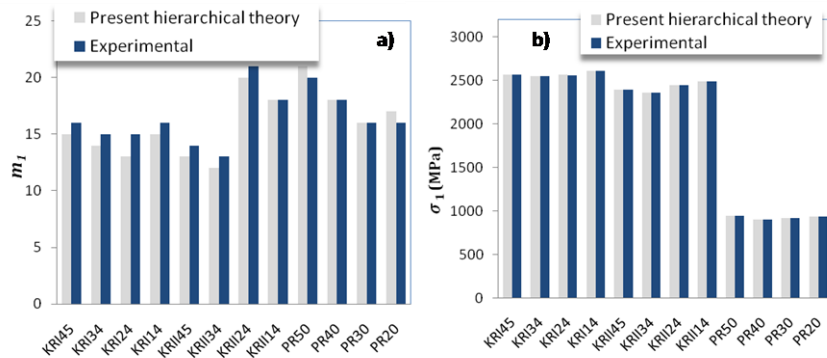 Present hierarchical theory
Experimental
a)
25
20
15
10
5
0
m1
KRI45
KRI34
KRI24
KRI14
KRII45
KRII34
KRII24
KRII14
PR50
PR40
PR30
PR20
Present hierarchical theory
Experimental
b)
3000
2500
2000
1500
1000
500
0
σ1 (MPa)
KRI45
KRI34
KRI24
KRI14
KRII45
KRII34
KRII24
KRII14
PR50
PR40
PR30
PR20